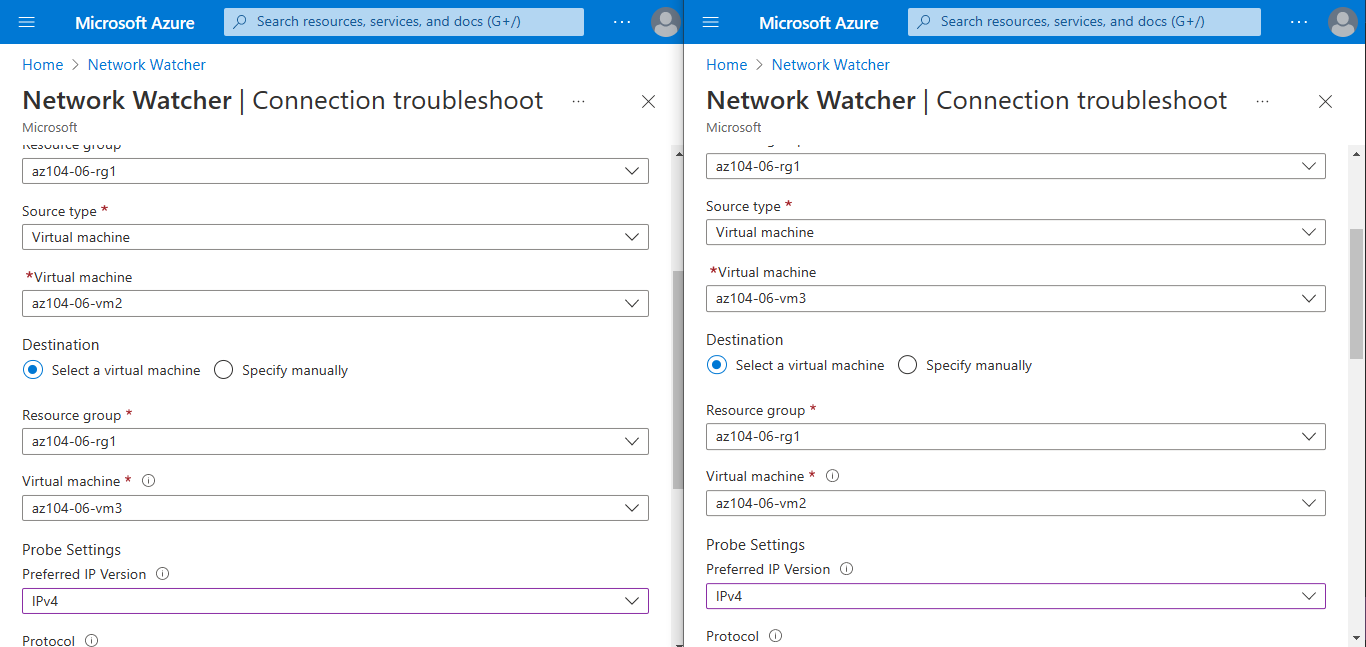 Microsoft Azure
Search resources, services, and docs (G+/)
...
Home > Network Watcher
Network Watcher | Connection troubleshoot ...
Microsoft
Resource group
az104-06-rg1
Source type *
Virtual machine
*Virtual machine
az104-06-vm2
Destination
Select a virtual machine
Specify manually
Resource group *
az104-06-rg1
Virtual machine *
az104-06-vm3
Probe Settings
Preferred IP Version
IPv4
Protocol
Microsoft Azure
Search resources, services, and docs (G+/)
...
Home > Network Watcher
Network Watcher | Connection troubleshoot ...
Microsoft
az104-06-rg1
Source type *
Virtual machine
*Virtual machine
az104-06-vm3
Destination
Select a virtual machine
Specify manually
Resource group *
az104-06-rg1
Virtual machine *
az104-06-vm2
Probe Settings
Preferred IP Version
IPv4
Protocol